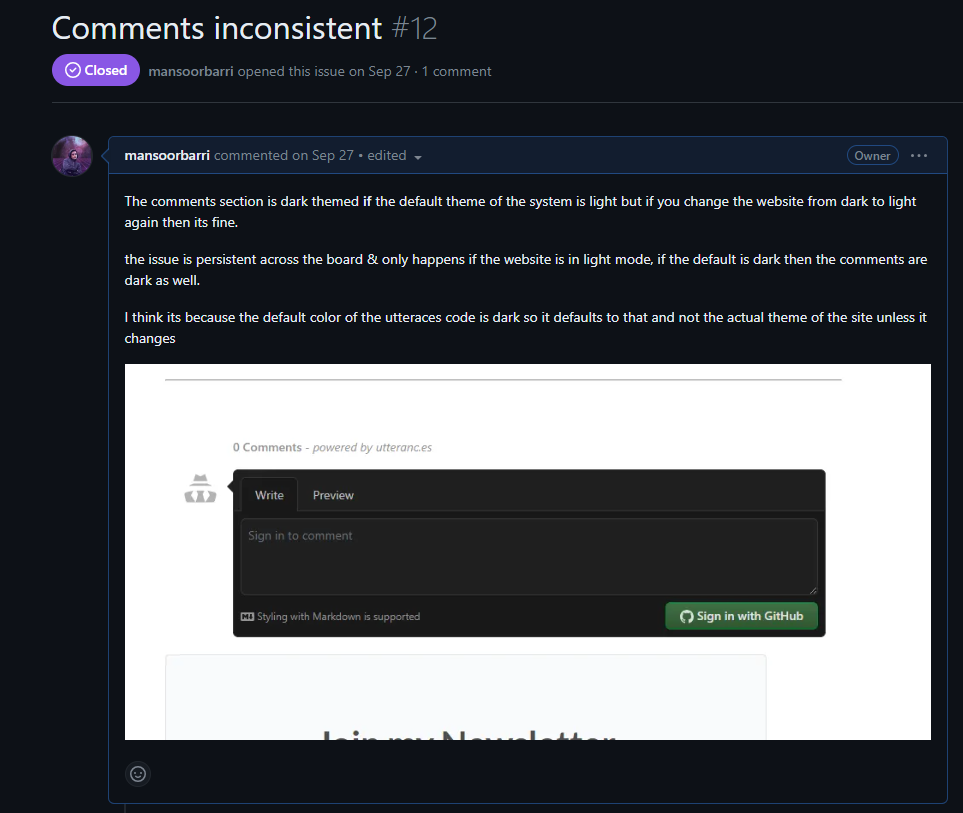 Comments inconsistent #12
Closed mansoorbarri opened this issue on Sep 27 · 1 comment
mansoorbarri commented on Sep 27 • edited
Owner
The comments section is dark themed if the default theme of the system is light but if you change the website from dark to light
again then its fine.
the issue is persistent across the board & only happens if the website is in light mode, if the default is dark then the comments are
dark as well.
I think its because the default color of the utteraces code is dark so it defaults to that and not the actual theme of the site unless it
changes
0 Comments - powered by utteranc.es
Write Preview
Sign in to comment
Styling with Markdown is supported
Sign in with GitHub
Join my Newsletter